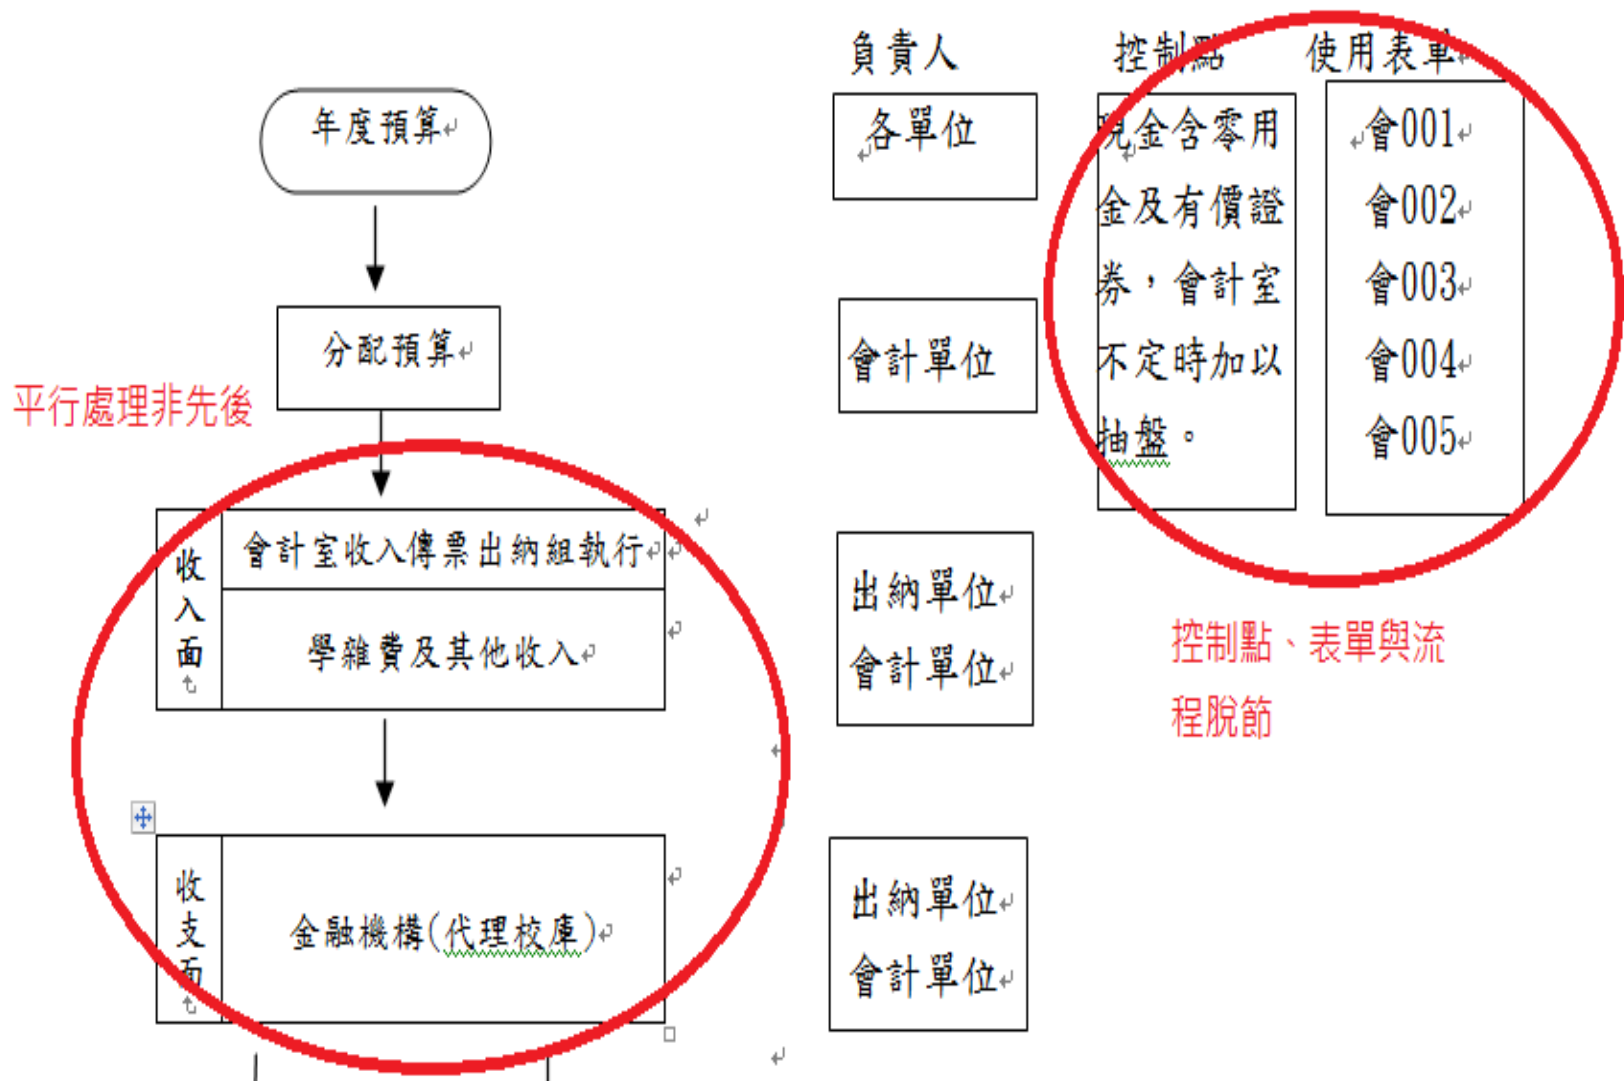 負責人
控制點
使用表單
年度預算
各單位
現金含零用
金及有價證
券，會計室
不定時加以
抽盤。
會001
會002
會003
會004
會005
分配預算
會計單位
平行處理非先後
收入面
會計室收入傳票出納組執行
學雜費及其他收入
出納單位
會計單位
控制點、表單與流
程脫節
收支面
金融機構(代理校庫)
出納單位
會計單位